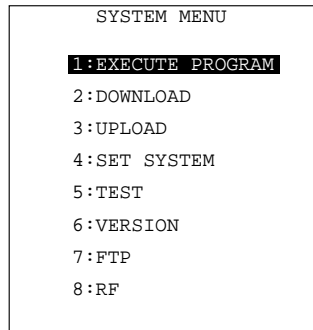 SYSTEM MENU
1:EXECUTE PROGRAM
2:DOWNLOAD
3:UPLOAD
4:SET SYSTEM
5:TEST
6:VERSION
7:FTP
8:RF